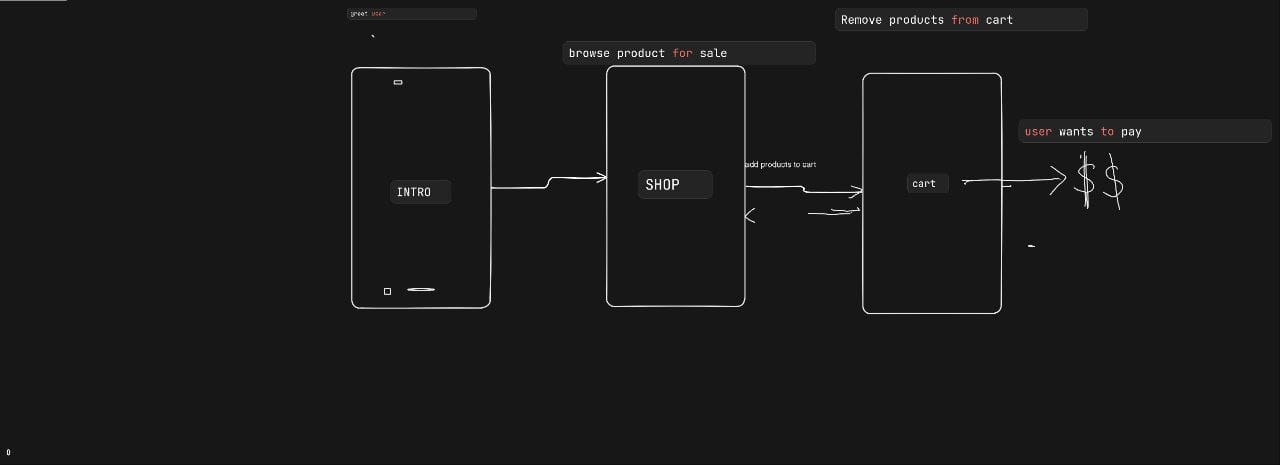 greet user
Remove products from cart
browse product for sale
user wants to pay
add products to cart
INTRO
SHOP
cart
$ $
0